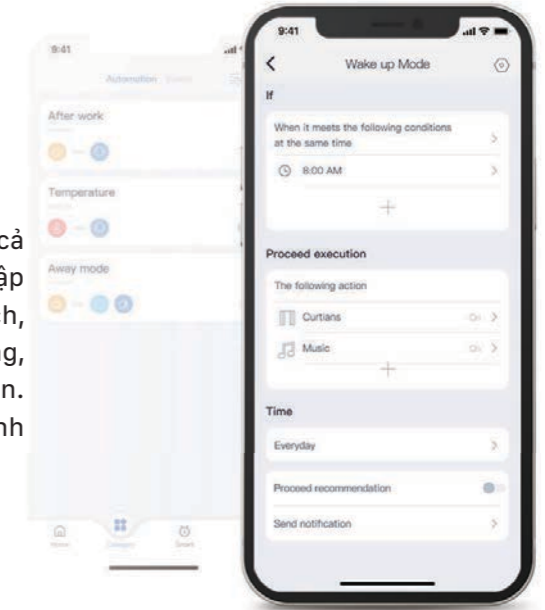 cả
ập
ch,
g,
n.
nh
9:41
Automation
After work
Temperature
Away mode
Home
Smart
9:41
Wake up Mode
If
When it meets the following conditions
at the same time
8:00 AM
Proceed execution
The following action
Curtians On
Music On
Time
Everyday
Proceed recommendation
Send notification